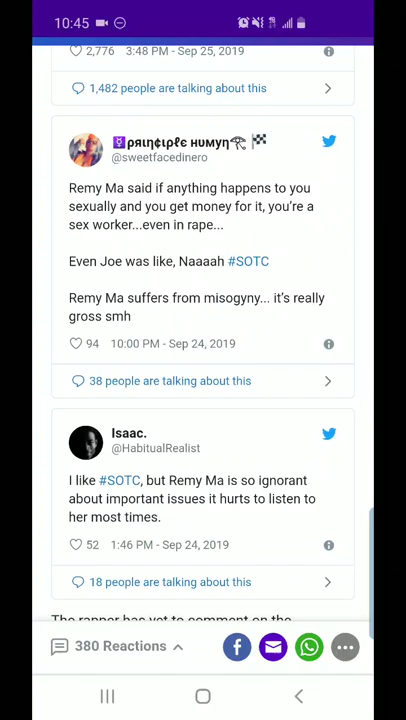 10:45
2,776 3:48 PM - Sep 25, 2019
1,482 people are talking about this
ρяιη¢ιρℓє нυмυη
@sweetfacedinero
Remy Ma said if anything happens to you
sexually and you get money for it, you're a
sex worker...even in rape...
Even Joe was like, Naaaah #SOTC
Remy Ma suffers from misogyny... it's really
gross smh
94 10:00 PM - Sep 24, 2019
38 people are talking about this
Isaac.
@HabitualRealist
I like #SOTC, but Remy Ma is so ignorant
about important issues it hurts to listen to
her most times.
52 1:46 PM - Sep 24, 2019
18 people are talking about this
The rapper has yet to comment on the
380 Reactions